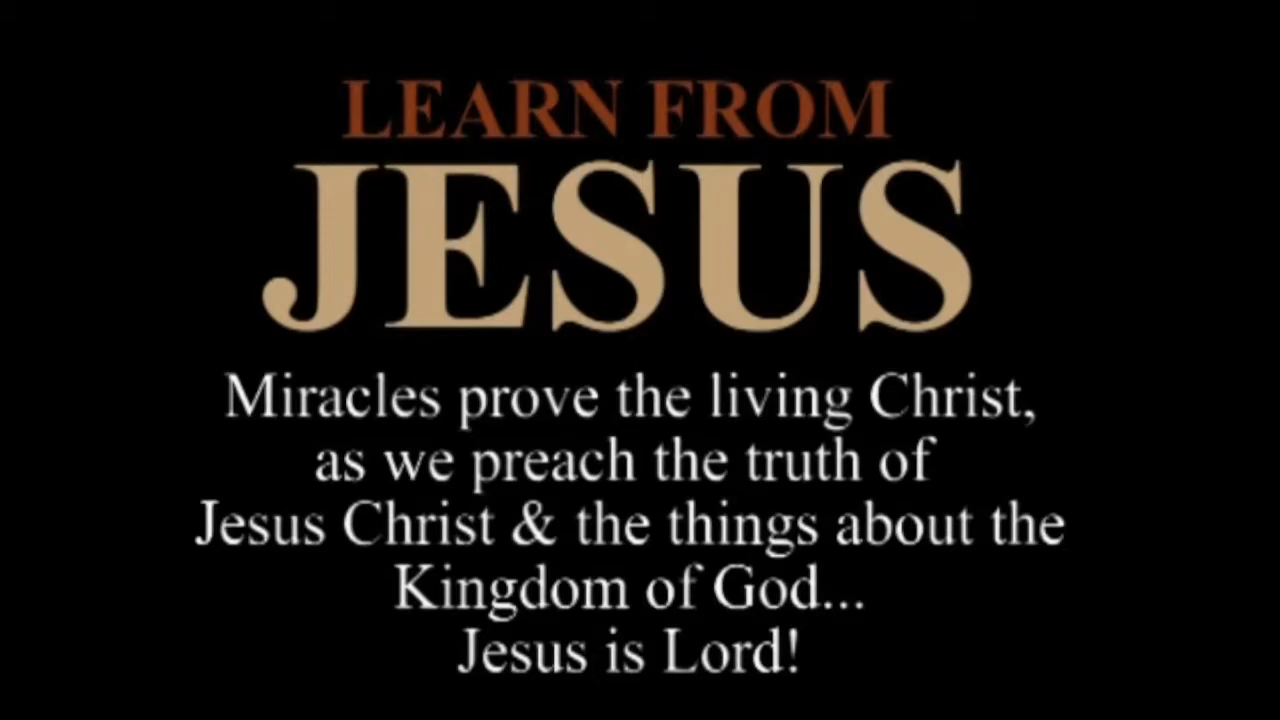 LEARN FROM
JESUS
Miracles prove the living Christ,
as we preach the truth of
Jesus Christ & the things about the
Kingdom of God...
Jesus is Lord!